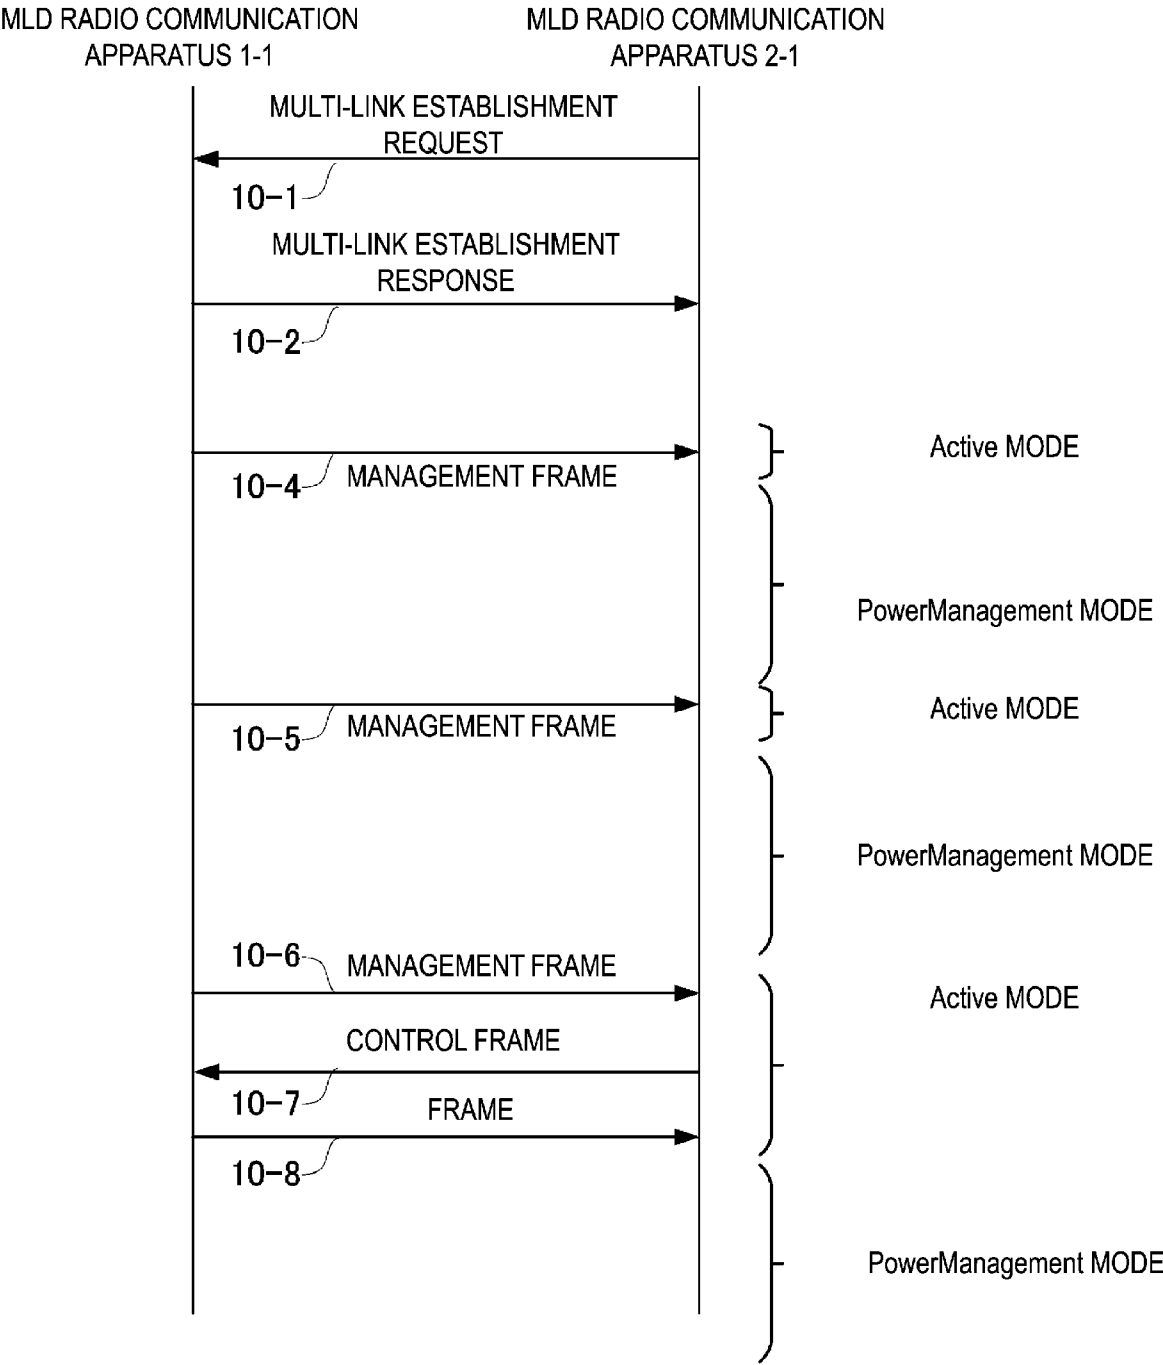 MLD RADIO COMMUNICATION
APPARATUS 1-1
MLD RADIO COMMUNICATION
APPARATUS 2-1
MULTI-LINK ESTABLISHMENT
REQUEST
10-1
MULTI-LINK ESTABLISHMENT
RESPONSE
10-2
Active MODE
10-4
MANAGEMENT FRAME
PowerManagement MODE
Active MODE
10-5
MANAGEMENT FRAME
PowerManagement MODE
10-6
MANAGEMENT FRAME
Active MODE
CONTROL FRAME
10-7
FRAME
10-8
PowerManagement MODE